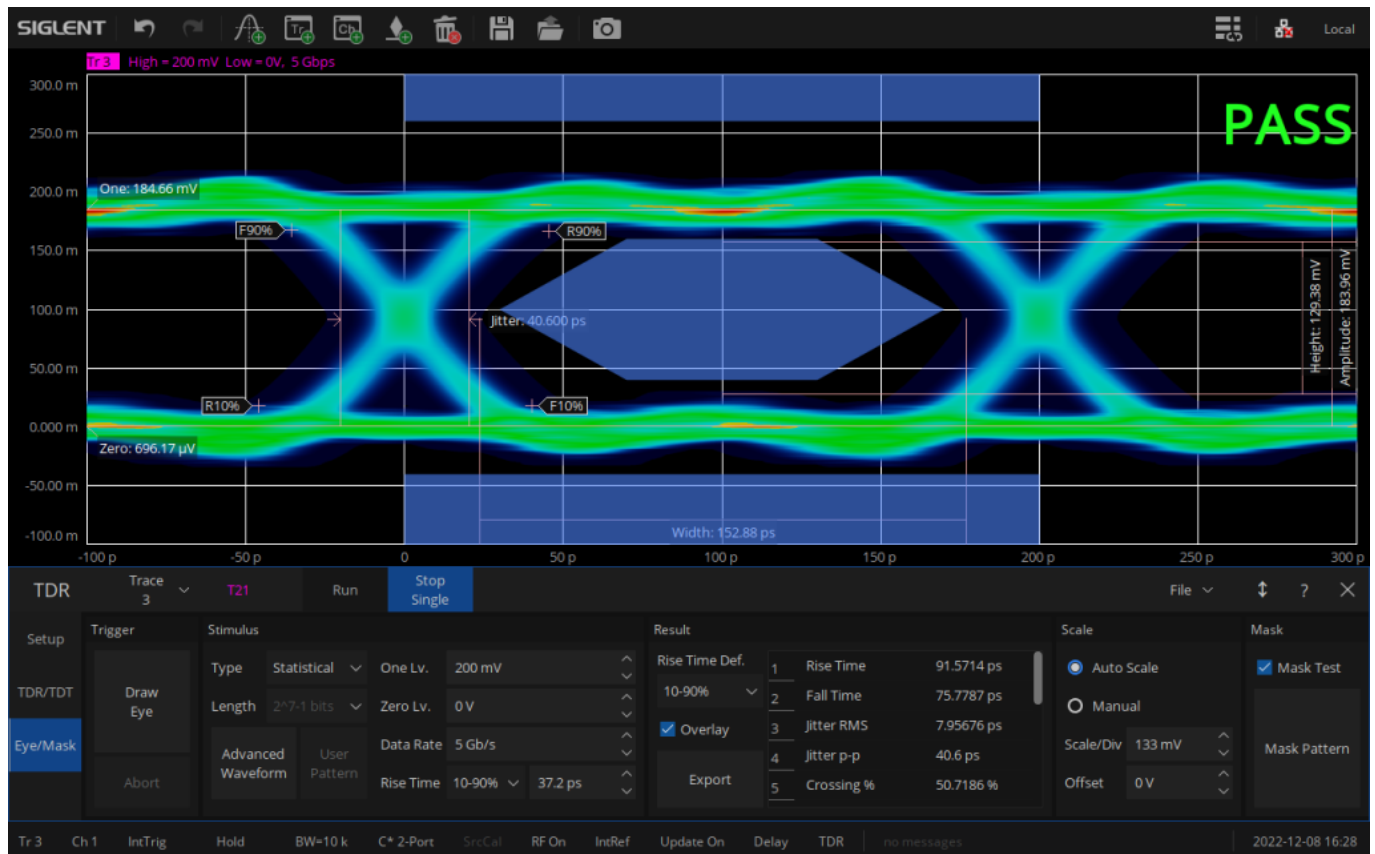 SIGLENT Tr Ch Local
Tr 3 High = 200 mV Low = 0V, 5 Gbps
300.0 m
250.0 m
200.0 m
150.0 m
100.0 m
50.00 m
0.000 m
-50.00 m
-100.0 m
PASS
One: 184.66 mV
F90%
R90%
Jitter: 40.600 ps
Height: 129.38 mV
Amplitude: 183.96 mV
R10%
F10%
Zero: 696.17 µV
Width: 152.88 ps
-100 p -50 p 0 50 p 100 p 150 p 200 p 250 p 300 p
TDR Trace 3 T21 Run Stop Single File ?
Setup
TDR/TDT
Eye/Mask
Trigger
Draw Eye
Abort
Stimulus
Type Statistical One Lv. 200 mV
Length 2^7-1 bits Zero Lv. 0 V
Advanced Waveform User Pattern Data Rate 5 Gb/s
Rise Time 10-90% 37.2 ps
Result
Rise Time Def.
10-90%
Overlay
Export
1 Rise Time 91.5714 ps
2 Fall Time 75.7787 ps
3 Jitter RMS 7.95676 ps
4 Jitter p-p 40.6 ps
5 Crossing % 50.7186 %
Scale
Auto Scale
Manual
Scale/Div 133 mV
Offset 0 V
Mask
Mask Test
Mask Pattern
Tr 3 Ch 1 IntTrig Hold BW=10 k C* 2-Port SrcCal RF On IntRef Update On Delay TDR no messages 2022-12-08 16:28